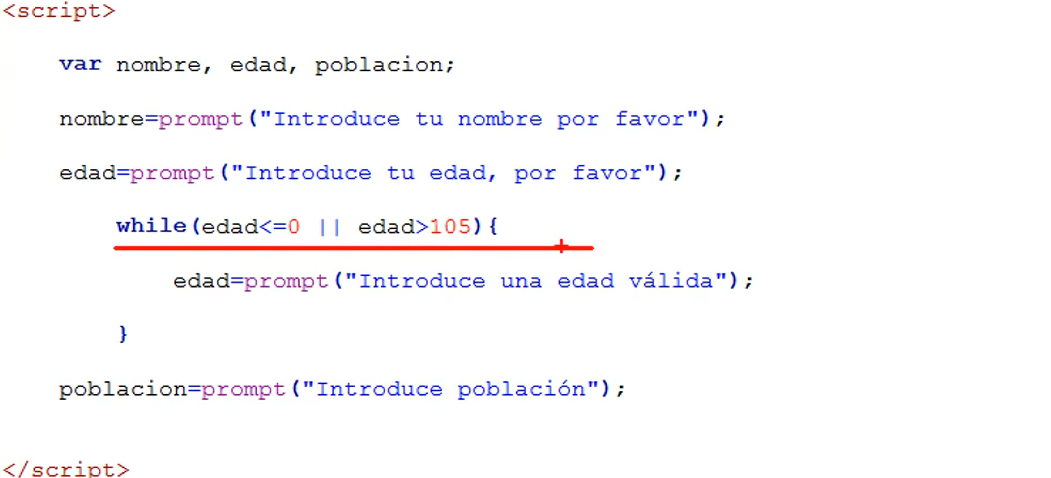 <script>
var nombre, edad, poblacion;
nombre=prompt("Introduce tu nombre por favor");
edad=prompt("Introduce tu edad, por favor");
while(edad<=0 || edad>105){
edad=prompt("Introduce una edad válida");
}
poblacion=prompt("Introduce población");
</script>